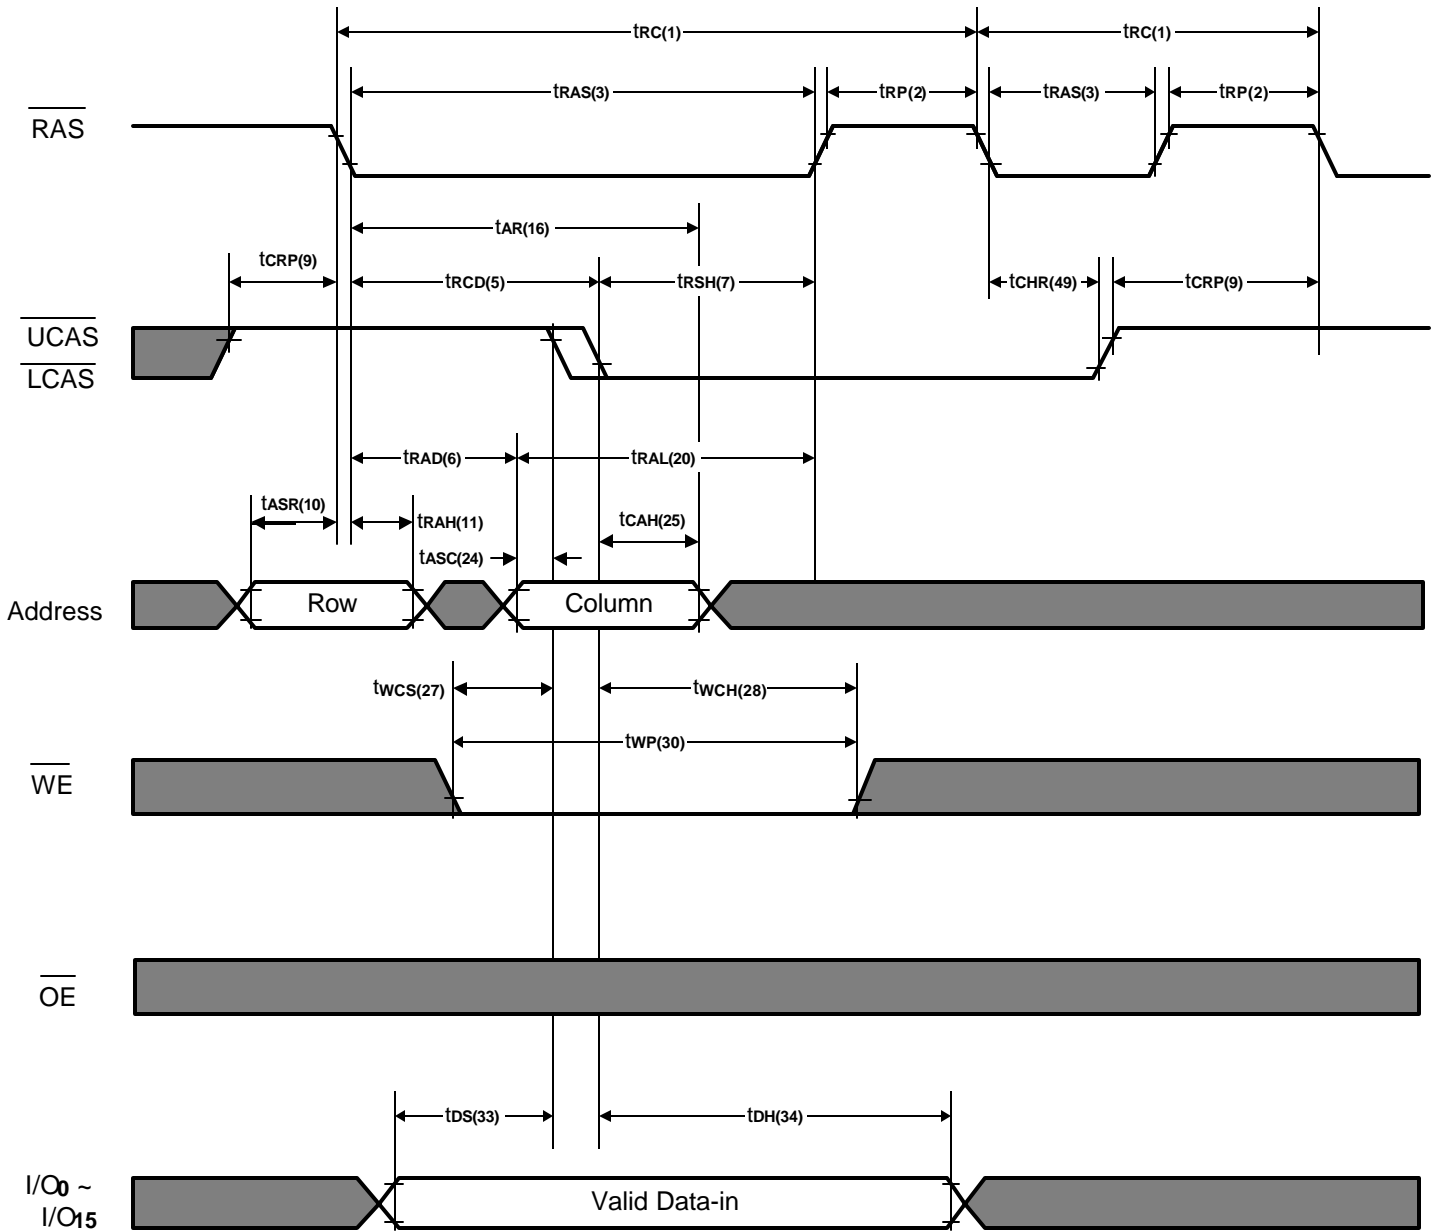 tRC(1) tRC(1)
tRAS(3) tRP(2) tRAS(3) tRP(2)
RAS
tAR(16)
tCRP(9) tRCD(5) tRSH(7) tCHR(49) tCRP(9)
UCAS
LCAS
tRAD(6) tRAL(20)
tASR(10) tRAH(11) tCAH(25)
tASC(24)
Address Row Column
tWCS(27) tWCH(28)
tWP(30)
WE
OE
tDS(33) tDH(34)
I/O0 ~
I/O15 Valid Data-in